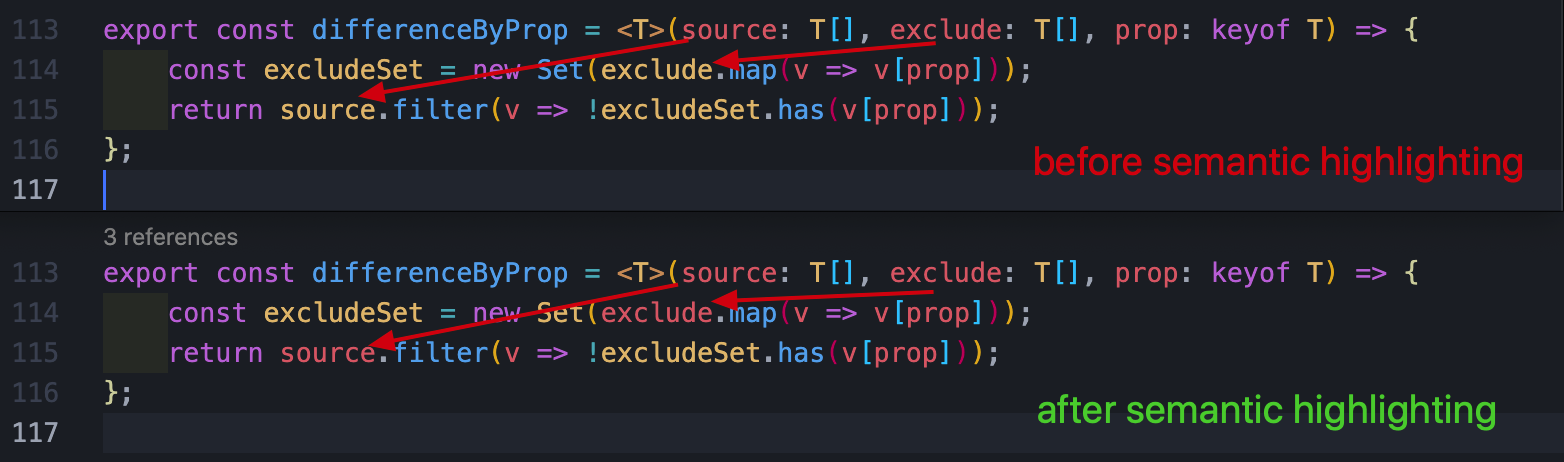 113 export const differenceByProp = <T>(source: T[], exclude: T[], prop: keyof T) => {
114 const excludeSet = new Set(exclude.map(v => v[prop]));
115 return source.filter(v => !excludeSet.has(v[prop]));
116 };
before semantic highlighting
117
3 references
113 export const differenceByProp = <T>(source: T[], exclude: T[], prop: keyof T) => {
114 const excludeSet = new Set(exclude.map(v => v[prop]));
115 return source.filter(v => !excludeSet.has(v[prop]));
116 };
after semantic highlighting
117